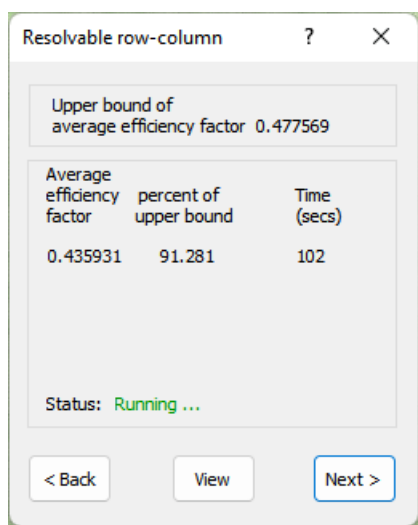 Resolvable row-column ? ×
Upper bound of
average efficiency factor 0.477569
Average
efficiency percent of Time
factor upper bound (secs)
0.435931 91.281 102
Status: Running ...
< Back View Next >